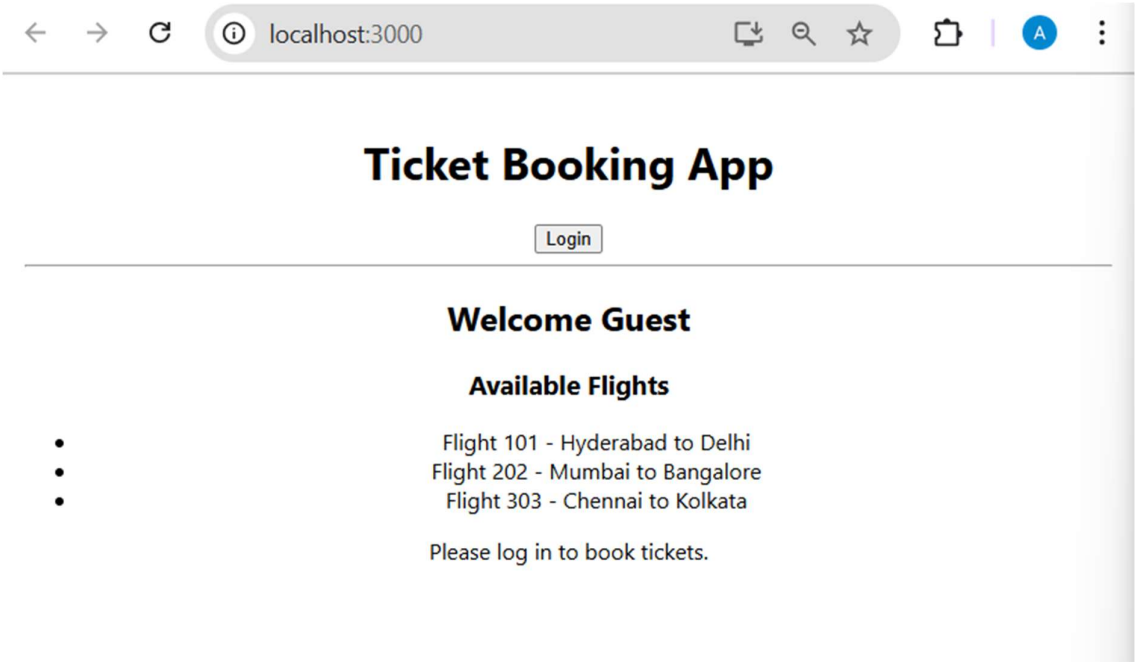 localhost:3000
A
Ticket Booking App
Login
Welcome Guest
Available Flights
• Flight 101 - Hyderabad to Delhi
• Flight 202 - Mumbai to Bangalore
• Flight 303 - Chennai to Kolkata
Please log in to book tickets.